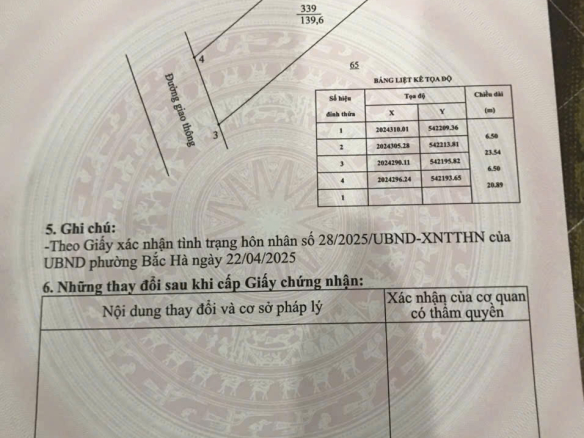 339
139,6
4
65
Đường giao thông
3
BẢNG LIỆT KÊ TỌA ĐỘ
Số hiệu đỉnh thửa | Tọa độ | Chiều dài (m)
X | Y
1 | 2024310.01 | 542209.36
6.50
2 | 2024305.28 | 542213.81
23.54
3 | 2024290.11 | 542195.82
6.50
4 | 2024296.24 | 542193.65
20.89
1
5. Ghi chú:
-Theo Giấy xác nhận tình trạng hôn nhân số 28/2025/UBND-XNTTHN của
UBND phường Bắc Hà ngày 22/04/2025
6. Những thay đổi sau khi cấp Giấy chứng nhận:
Nội dung thay đổi và cơ sở pháp lý | Xác nhận của cơ quan
có thẩm quyền